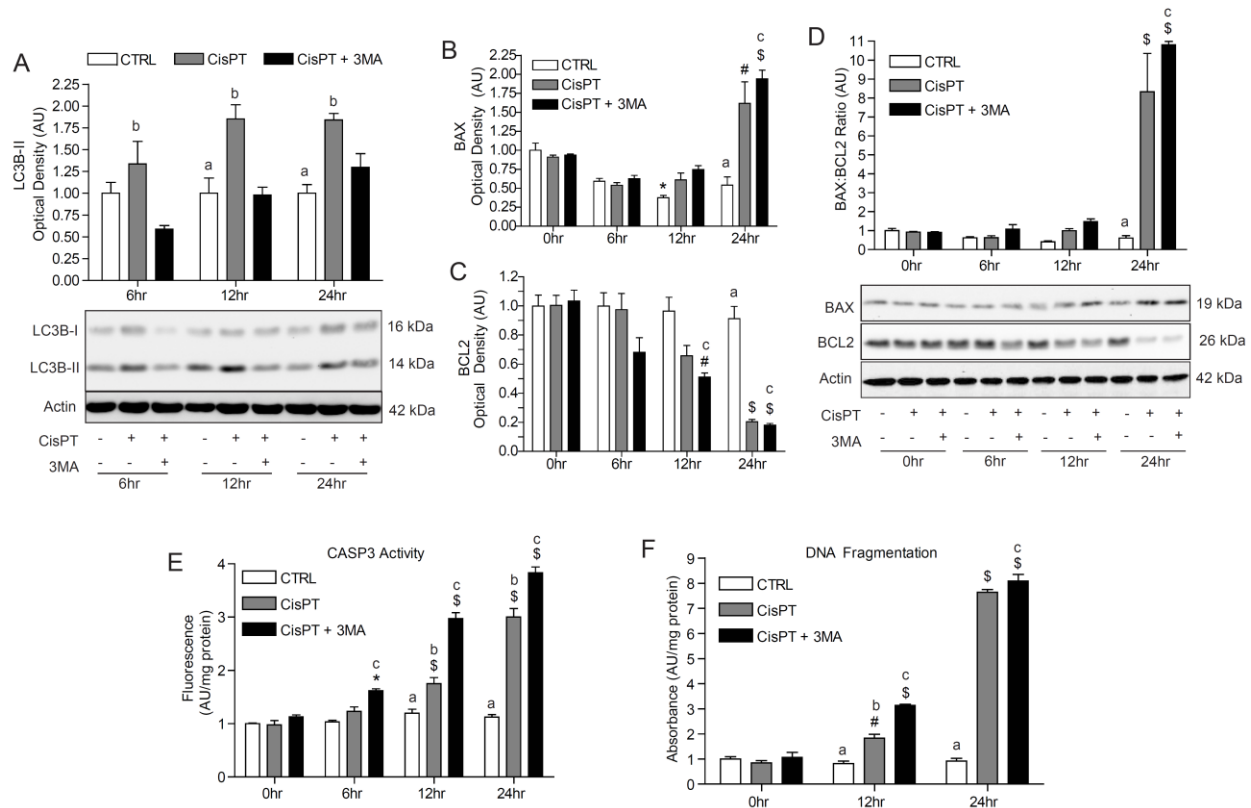 A
CTRL CisPT CisPT + 3MA
LC3B-II
Optical Density (AU)
2.25
2.00
1.75
1.50
1.25
1.00
0.75
0.50
0.25
0.00
b
a b
a b
6hr 12hr 24hr
LC3B-I 16 kDa
LC3B-II 14 kDa
Actin 42 kDa
CisPT - + + - + + - + +
3MA - - + - - + - - +
6hr 12hr 24hr
B
CTRL
CisPT
CisPT + 3MA
BAX
Optical Density (AU)
2.25
2.00
1.75
1.50
1.25
1.00
0.75
0.50
0.25
0.00
*
a
#
c
$
0hr 6hr 12hr 24hr
C
BCL2
Optical Density (AU)
1.2
1.0
0.8
0.6
0.4
0.2
0.0
c
#
a
$
c
$
0hr 6hr 12hr 24hr
D
CTRL
CisPT
CisPT + 3MA
BAX:BCL2 Ratio (AU)
11
10
9
8
7
6
5
4
3
2
1
0
a
$
c
$
0hr 6hr 12hr 24hr
BAX 19 kDa
BCL2 26 kDa
Actin 42 kDa
CisPT - + + - + + - + + - + +
3MA - - + - - + - - + - - +
0hr 6hr 12hr 24hr
E
CASP3 Activity
CTRL
CisPT
CisPT + 3MA
Fluorescence
(AU/mg protein)
4
3
2
1
0
c
*
a
b
$
c
$
a
b
$
c
$
0hr 6hr 12hr 24hr
F
DNA Fragmentation
CTRL
CisPT
CisPT + 3MA
Absorbance (AU/mg protein)
9
8
7
6
5
4
3
2
1
0
a
b
#
c
$
a
$
c
$
0hr 12hr 24hr